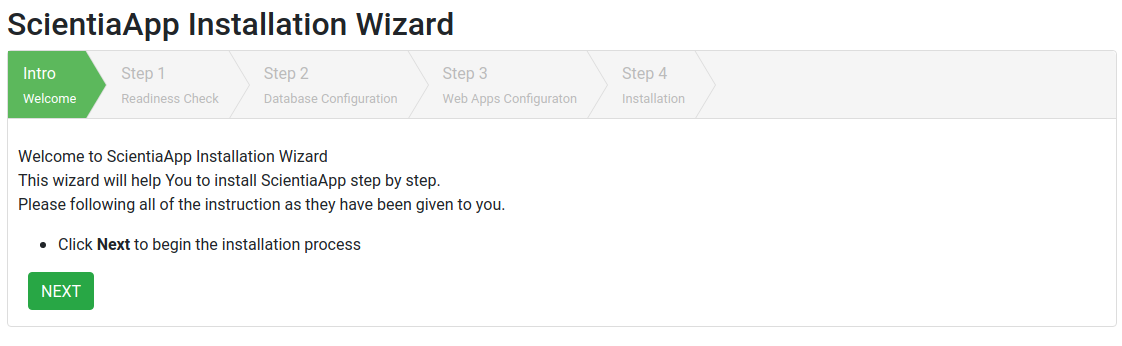 ScientiaApp Installation Wizard
Intro
Welcome
Step 1
Readiness Check
Step 2
Database Configuration
Step 3
Web Apps Configuraton
Step 4
Installation
Welcome to ScientiaApp Installation Wizard
This wizard will help You to install ScientiaApp step by step.
Please following all of the instruction as they have been given to you.
Click Next to begin the installation process
NEXT